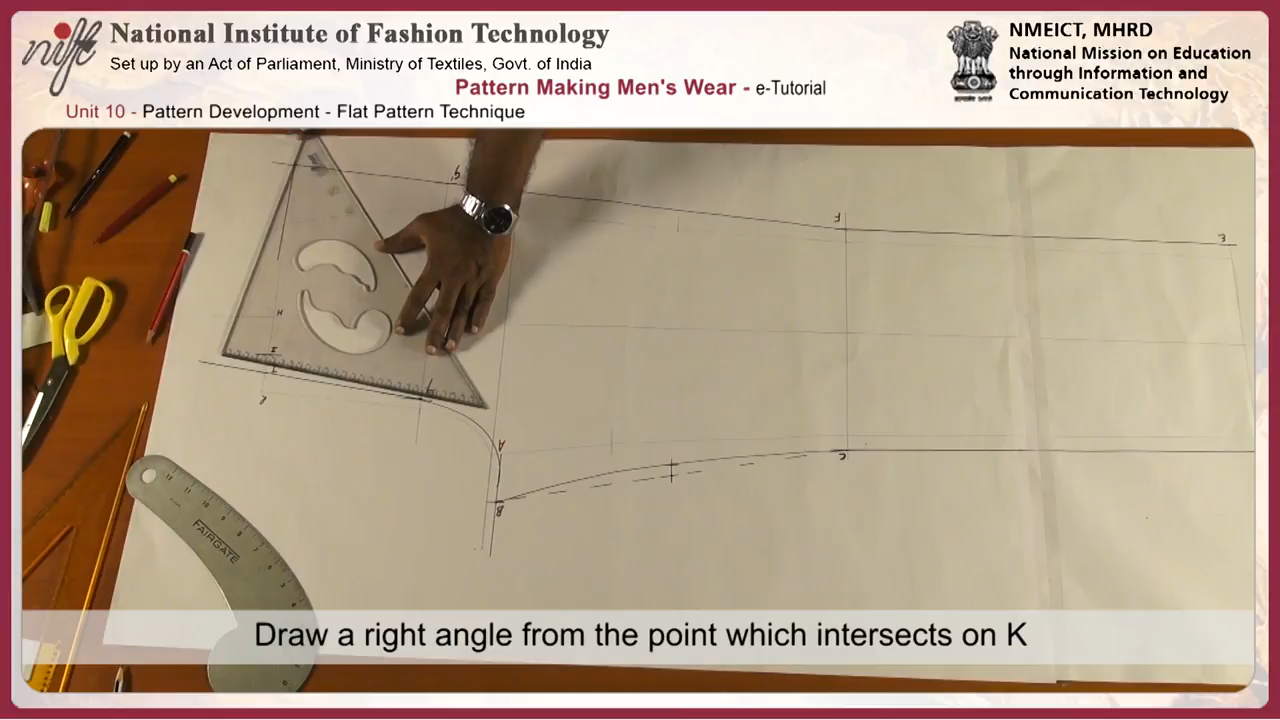 nift
National Institute of Fashion Technology
Set up by an Act of Parliament, Ministry of Textiles, Govt. of India
NMEICT, MHRD
National Mission on Education
through Information and
Communication Technology
Pattern Making Men's Wear - e-Tutorial
Unit 10 - Pattern Development - Flat Pattern Technique
F
E
H
A
B
C
FAIRGATE
Draw a right angle from the point which intersects on K